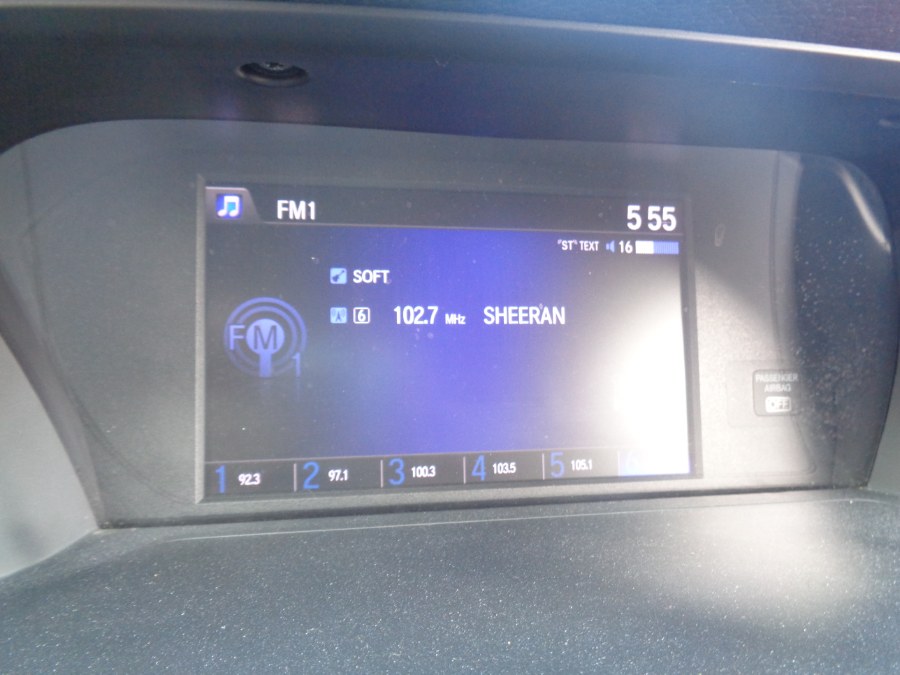 FM1
5 55
"ST" TEXT 16
SOFT
6 102.7 MHz SHEERAN
FM 1
PASSENGER
AIRBAG
OFF
1 92.3 2 97.1 3 100.3 4 103.5 5 105.1